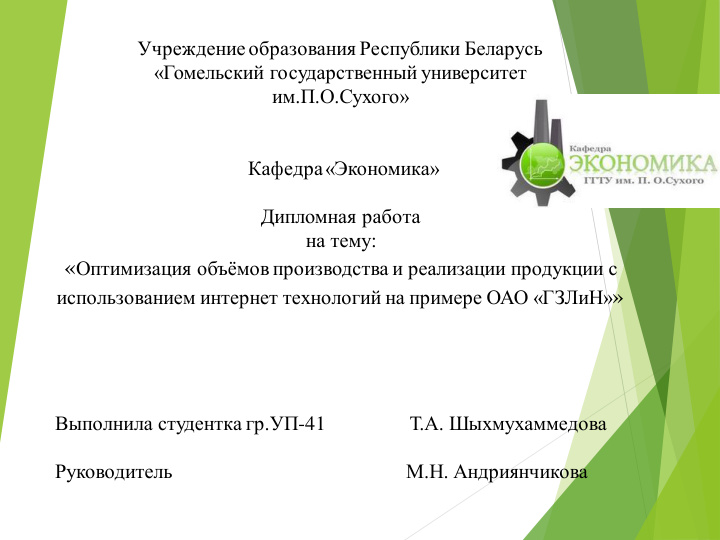 Учреждение образования Республики Беларусь
«Гомельский государственный университет
им.П.О.Сухого»
Кафедра
ЭКОНОМИКА
ГГТУ им. П. О.Сухого
Кафедра «Экономика»
Дипломная работа
на тему:
«Оптимизация объёмов производства и реализации продукции с
использованием интернет технологий на примере ОАО «ГЗЛиН»»
Выполнила студентка гр.УП-41 Т.А. Шыхмухаммедова
Руководитель М.Н. Андриянчикова